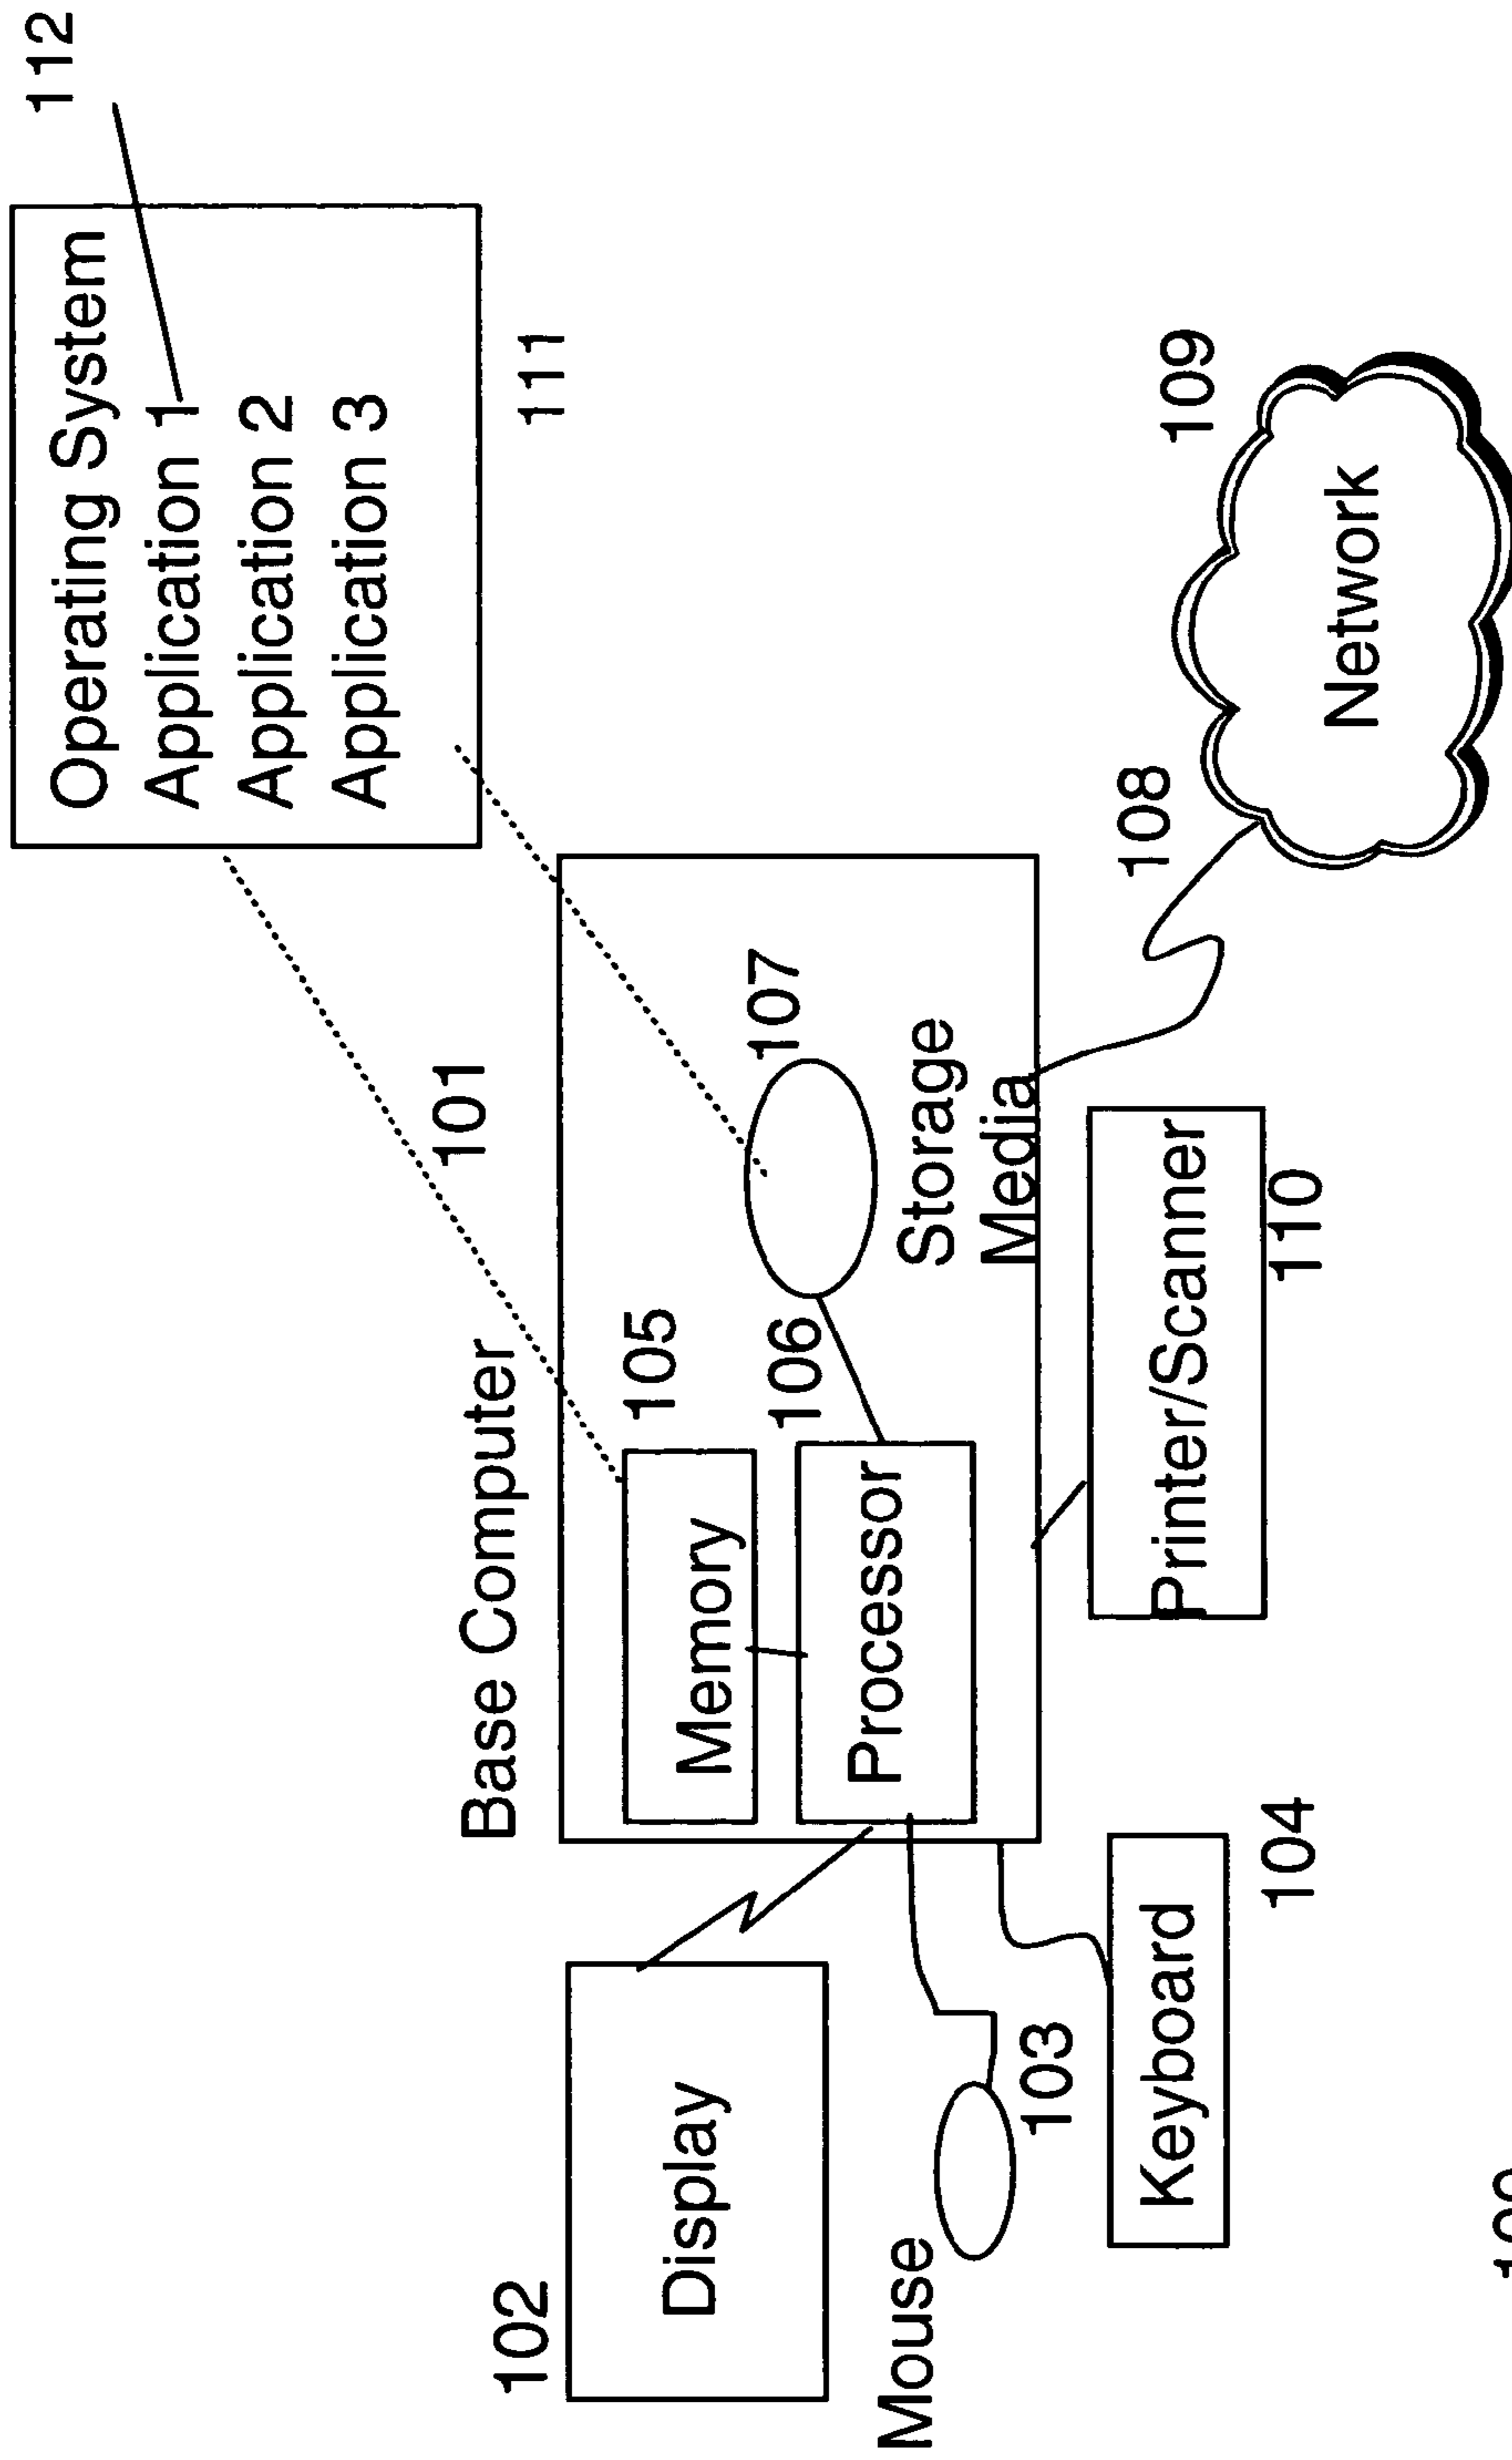 112
Operating System
Application 1
Application 2
Application 3
111
101
Base Computer
102
Display
105
Memory
106
Processor
107
Storage
Media
108
109
Network
Mouse
103
Keyboard
104
Printer/Scanner
110